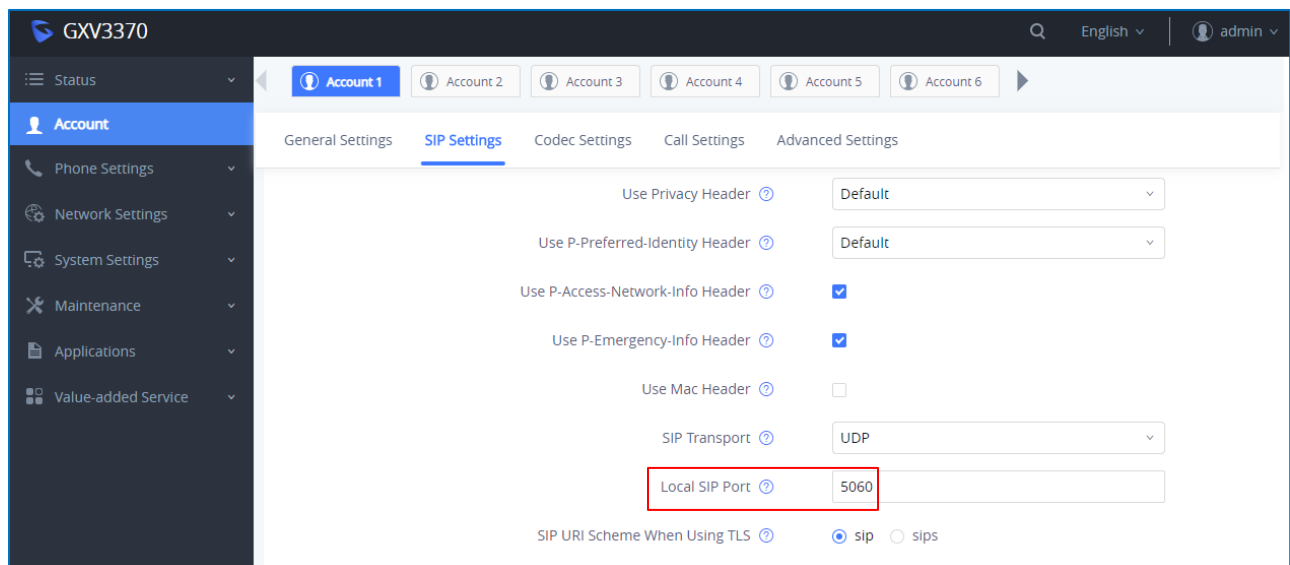 GXV3370
English
admin
Status
Account
Phone Settings
Network Settings
System Settings
Maintenance
Applications
Value-added Service
Account 1
Account 2
Account 3
Account 4
Account 5
Account 6
General Settings
SIP Settings
Codec Settings
Call Settings
Advanced Settings
Use Privacy Header ? Default
Use P-Preferred-Identity Header ? Default
Use P-Access-Network-Info Header ?
Use P-Emergency-Info Header ?
Use Mac Header ?
SIP Transport ? UDP
Local SIP Port ? 5060
SIP URI Scheme When Using TLS ? sip sips